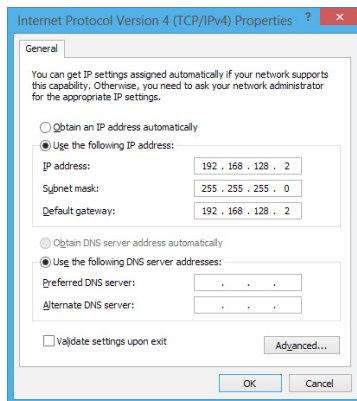 Internet Protocol Version 4 (TCP/IPv4) Properties ? ×
General
You can get IP settings assigned automatically if your network supports
this capability. Otherwise, you need to ask your network administrator
for the appropriate IP settings.
Obtain an IP address automatically
Use the following IP address:
IP address: 192 . 168 . 128 . 2
Subnet mask: 255 . 255 . 255 . 0
Default gateway: 192 . 168 . 128 . 2
Obtain DNS server address automatically
Use the following DNS server addresses:
Preferred DNS server: . . .
Alternate DNS server: . . .
Validate settings upon exit
Advanced...
OK Cancel